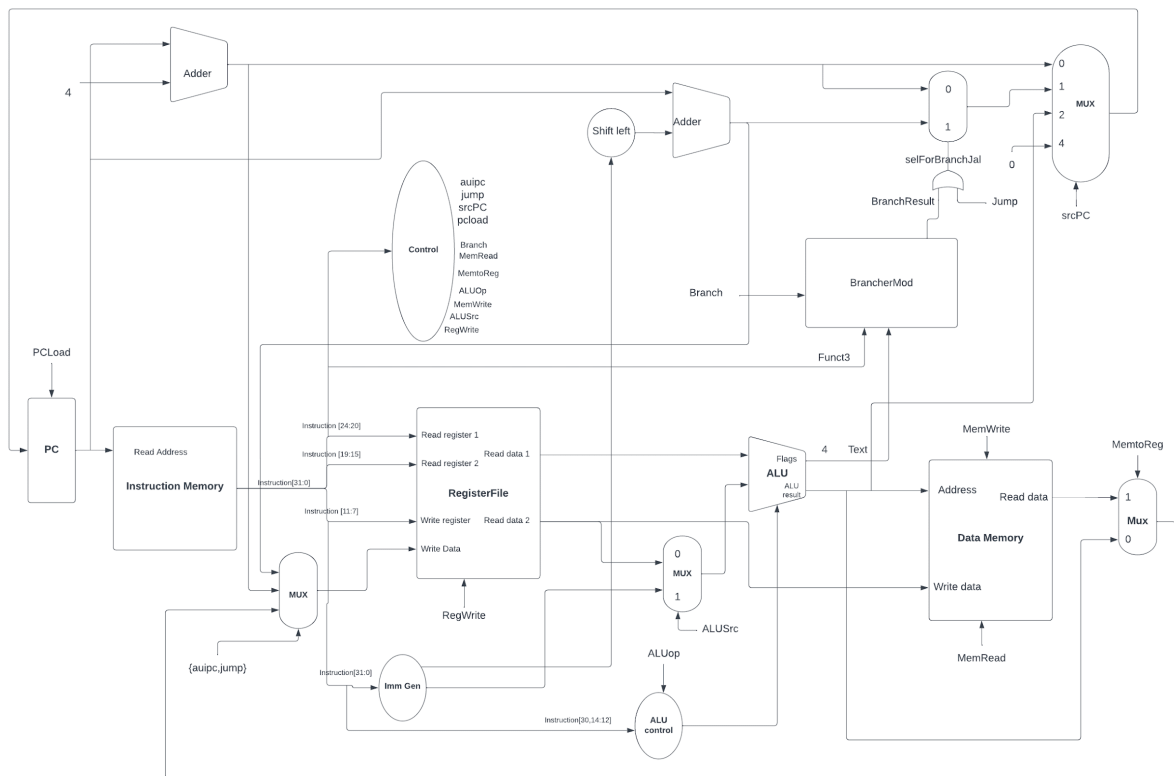 Adder
4
0
1
MUX
2
4
0
srcPC
Adder
Shift left
0
1
selForBranchJal
BranchResult
Jump
auipc
jump
srcPC
pcload
Control
Branch
MemRead
MemtoReg
ALUOp
MemWrite
ALUSrc
RegWrite
Branch
BrancherMod
Funct3
PCLoad
PC
Read Address
Instruction Memory
Instruction[31:0]
Instruction [24:20]
Instruction [19:15]
Instruction [11:7]
Read register 1
Read data 1
Read register 2
RegisterFile
Write register
Read data 2
Write Data
RegWrite
MUX
{auipc,jump}
Instruction[31:0]
Imm Gen
0
MUX
1
ALUSrc
Flags
ALU
ALU
result
4
Text
ALUop
Instruction[30,14:12]
ALU
control
MemWrite
Address
Read data
Data Memory
Write data
MemRead
MemtoReg
1
Mux
0